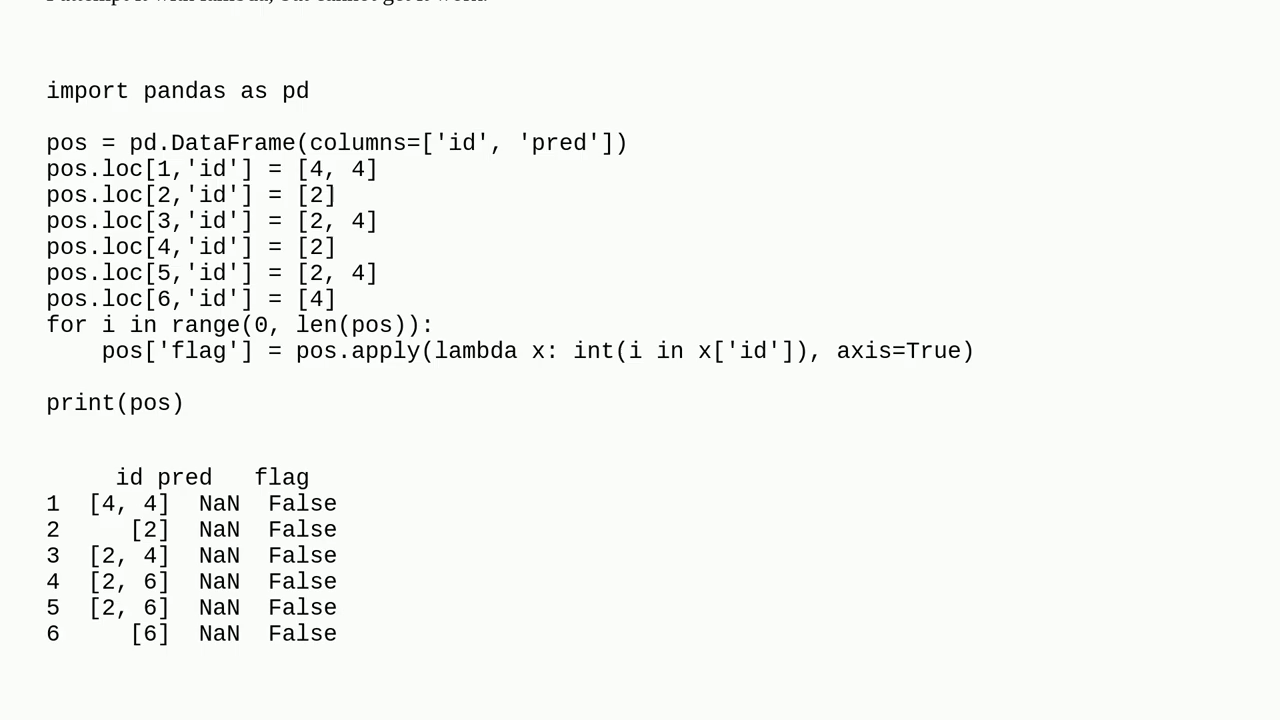 import pandas as pd
pos = pd.DataFrame(columns=['id', 'pred'])
pos.loc[1,'id'] = [4, 4]
pos.loc[2,'id'] = [2]
pos.loc[3,'id'] = [2, 4]
pos.loc[4,'id'] = [2]
pos.loc[5,'id'] = [2, 4]
pos.loc[6,'id'] = [4]
for i in range(0, len(pos)):
    pos['flag'] = pos.apply(lambda x: int(i in x['id']), axis=True)
print(pos)
     id pred   flag
1  [4, 4]  NaN  False
2     [2]  NaN  False
3  [2, 4]  NaN  False
4  [2, 6]  NaN  False
5  [2, 6]  NaN  False
6     [6]  NaN  False